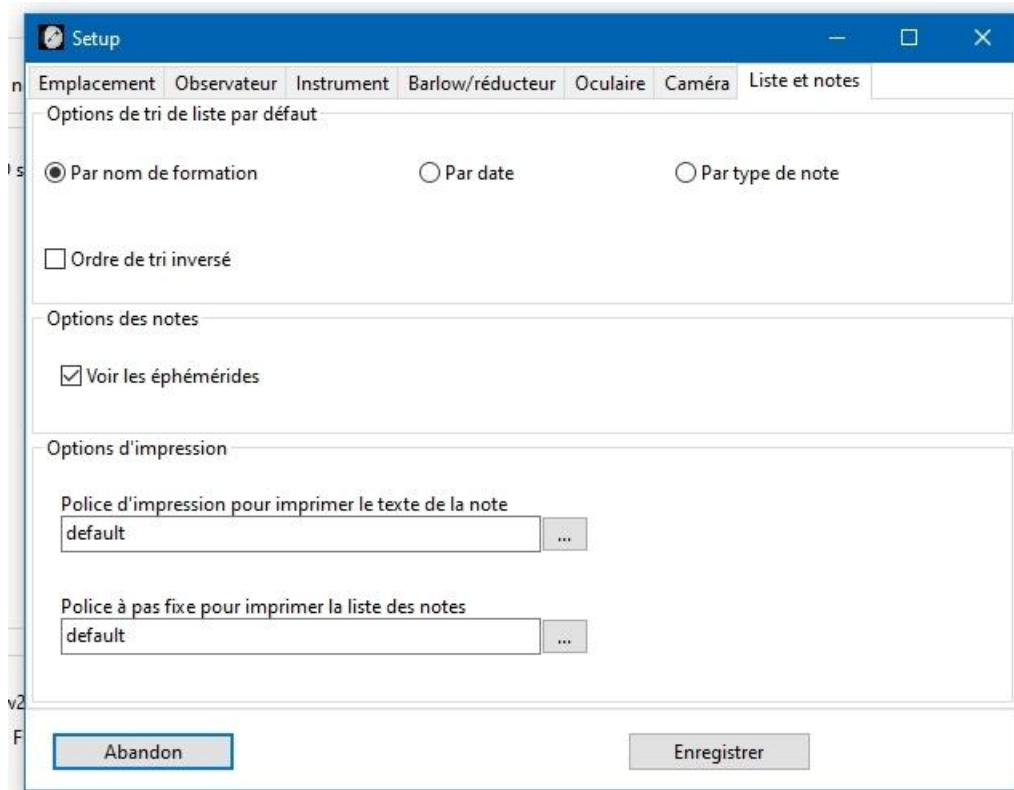 Setup
Emplacement Observateur Instrument Barlow/réducteur Oculaire Caméra Liste et notes
Options de tri de liste par défaut
Par nom de formation Par date Par type de note
Ordre de tri inversé
Options des notes
Voir les éphémérides
Options d'impression
Police d'impression pour imprimer le texte de la note
default ...
Police à pas fixe pour imprimer la liste des notes
default ...
Abandon Enregistrer